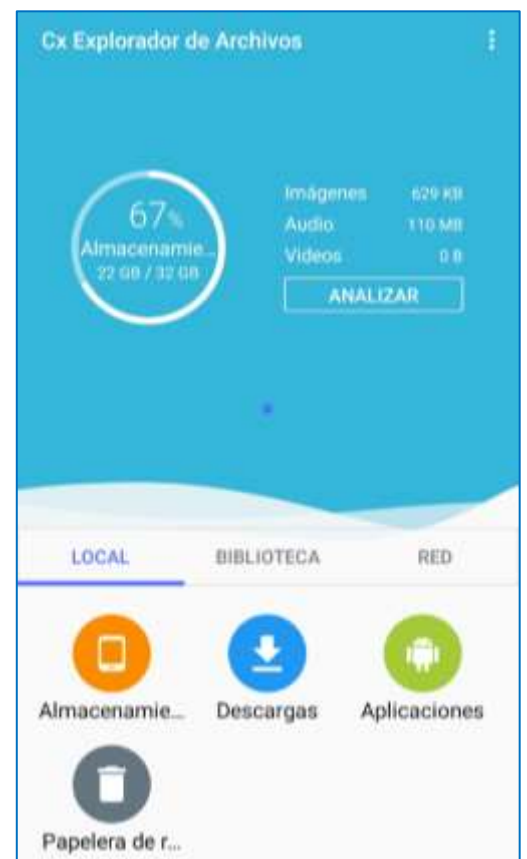 Cx Explorador de Archivos
67%
Almacenamie...
22 GB / 32 GB
Imágenes 629 KB
Audio 110 MB
Videos 0 B
ANALIZAR
LOCAL BIBLIOTECA RED
Almacenamie... Descargas Aplicaciones
Papelera de r...